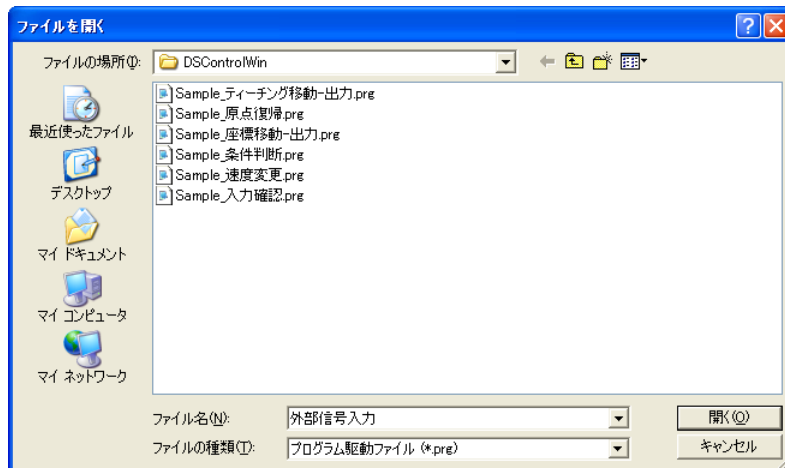 ファイルを開く
ファイルの場所(I):
DSControlWin
最近使ったファイル
デスクトップ
マイ ドキュメント
マイ コンピュータ
マイ ネットワーク
Sample_ティーチング移動-出力.prg
Sample_原点復帰.prg
Sample_座標移動-出力.prg
Sample_条件判断.prg
Sample_速度変更.prg
Sample_入力確認.prg
ファイル名(N):
外部信号入力
開く(O)
ファイルの種類(T):
プログラム駆動ファイル (*.prg)
キャンセル